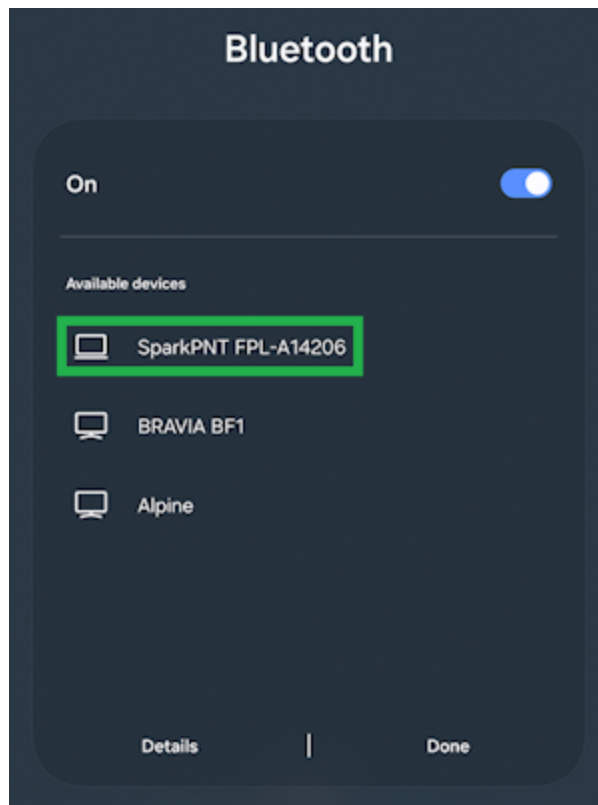 Bluetooth
On
Available devices
SparkPNT FPL-A14206
BRAVIA BF1
Alpine
Details | Done